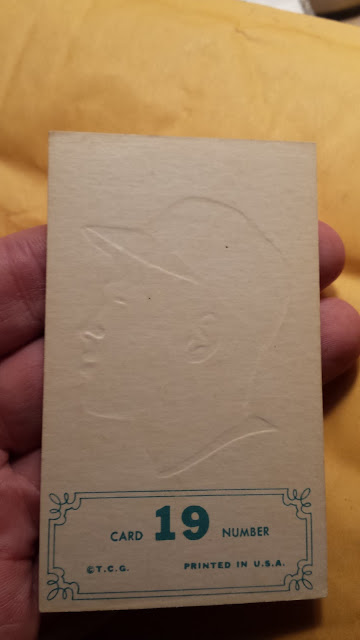 CARD 19 NUMBER
©T.C.G. PRINTED IN U.S.A.